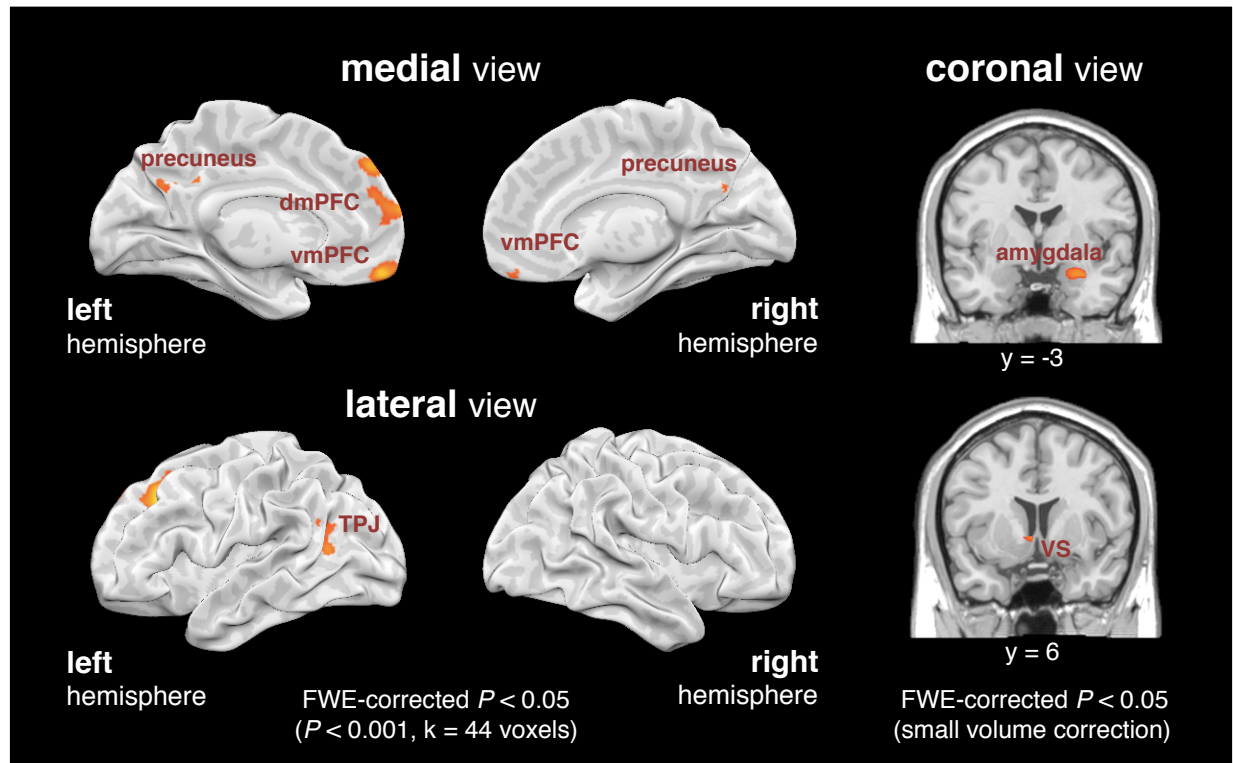 medial view
coronal view
precuneus
dmPFC
vmPFC
precuneus
vmPFC
amygdala
left
hemisphere
right
hemisphere
y = -3
lateral view
TPJ
VS
left
hemisphere
right
hemisphere
y = 6
FWE-corrected P < 0.05
(P < 0.001, k = 44 voxels)
FWE-corrected P < 0.05
(small volume correction)